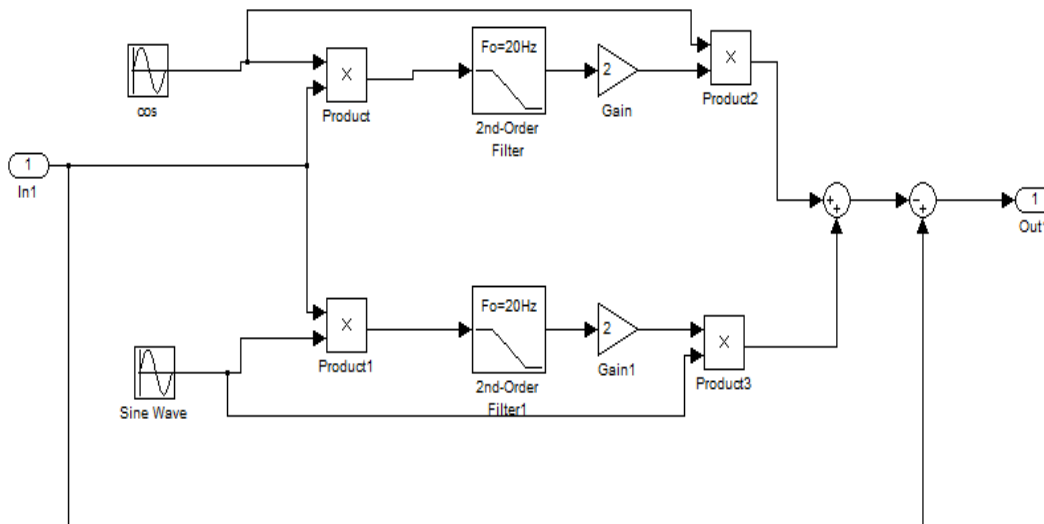 cos
X
Product
Fo=20Hz
2nd-Order
Filter
2
Gain
X
Product2
1
In1
+
+
-
+
1
Out1
Sine Wave
X
Product1
Fo=20Hz
2nd-Order
Filter1
2
Gain1
X
Product3